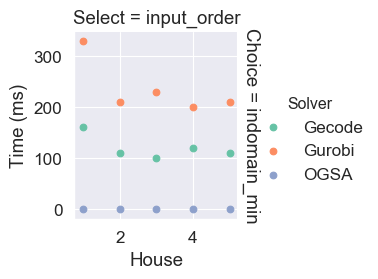 Select = input_order
Time (ms)
300
200
100
0
2
4
House
Choice = indomain_min
Solver
Gecode
Gurobi
OGSA